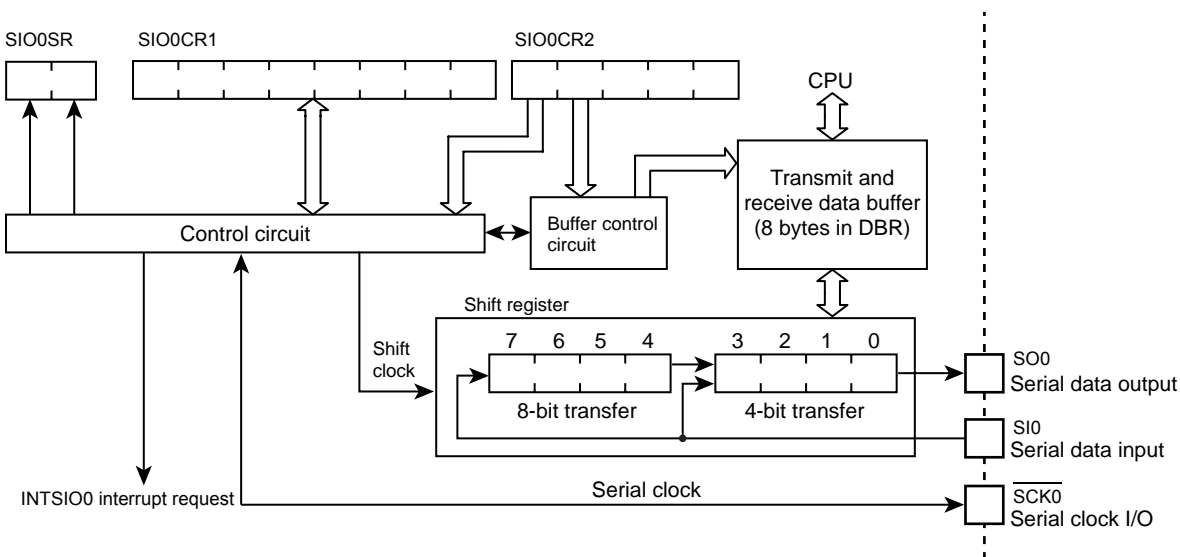 SIO0SR
SIO0CR1
SIO0CR2
CPU
Transmit and
receive data buffer
(8 bytes in DBR)
Control circuit
Buffer control
circuit
Shift register
Shift
clock
7 6 5 4
3 2 1 0
8-bit transfer
4-bit transfer
SO0
Serial data output
SI0
Serial data input
INTSIO0 interrupt request
Serial clock
SCK0
Serial clock I/O